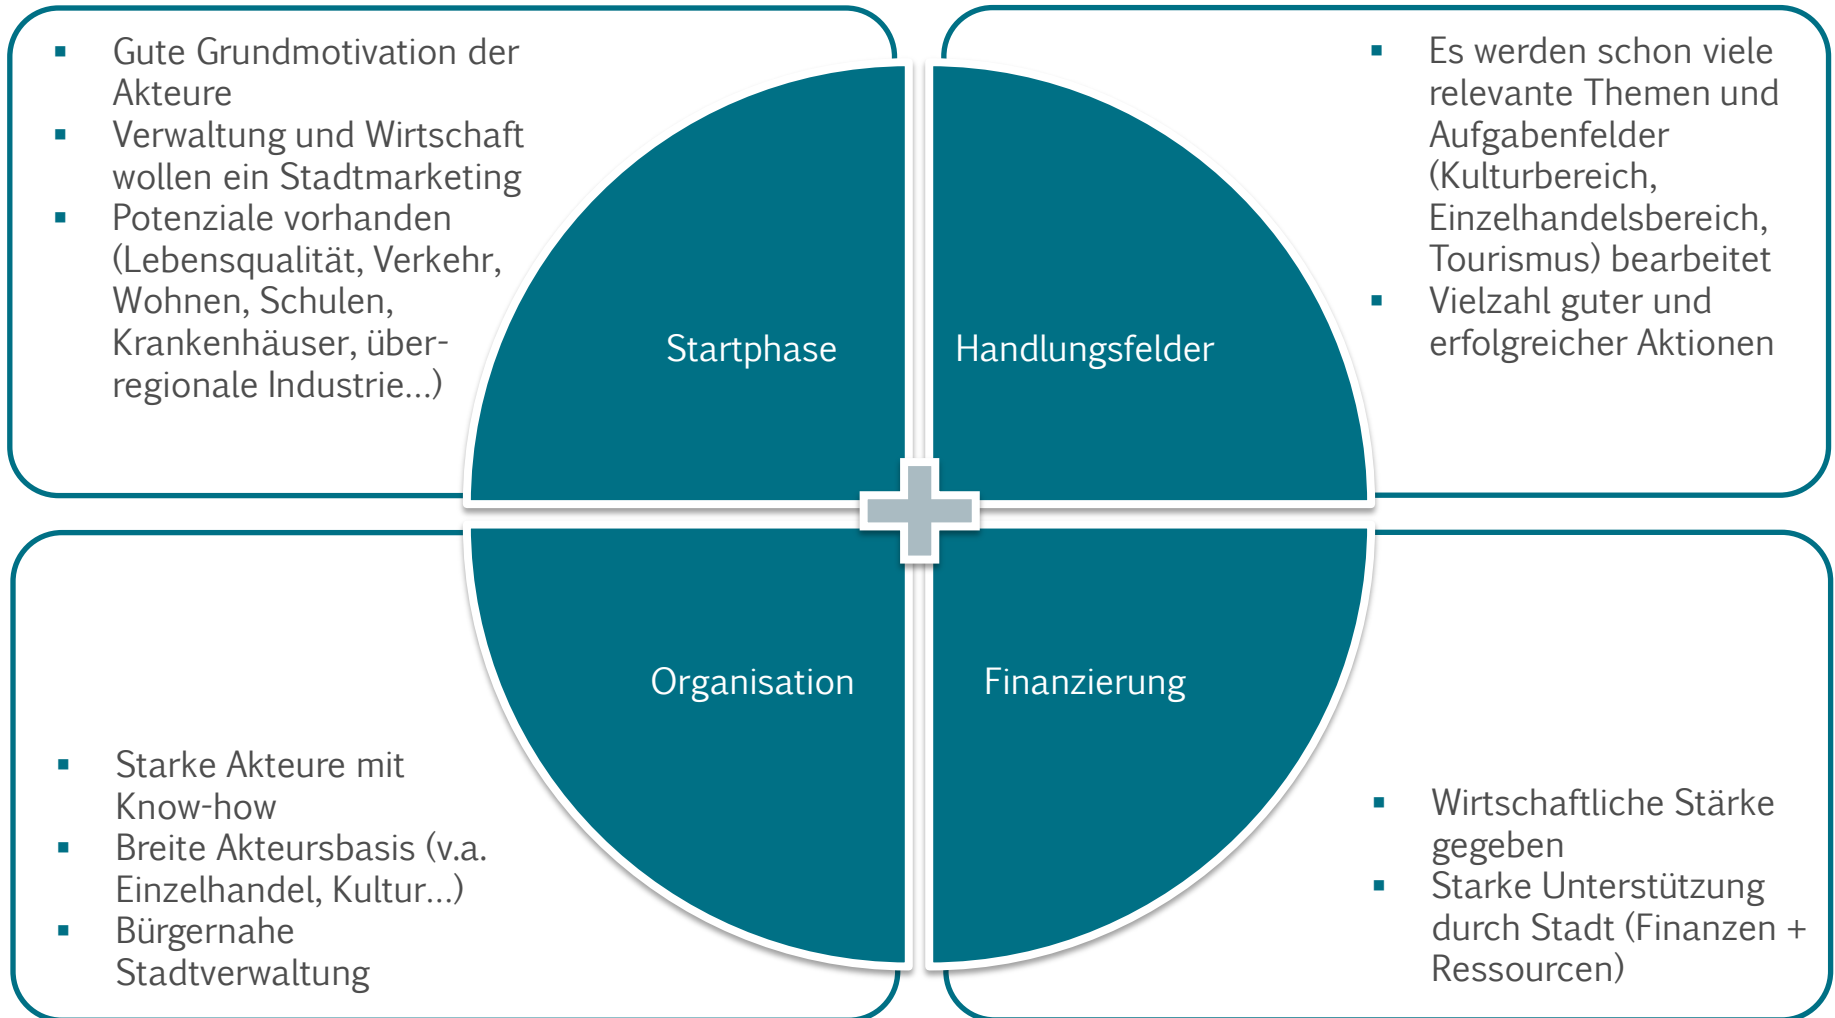 ▪ Gute Grundmotivation der
Akteure
▪ Verwaltung und Wirtschaft
wollen ein Stadtmarketing
▪ Potenziale vorhanden
(Lebensqualität, Verkehr,
Wohnen, Schulen,
Krankenhäuser, über-
regionale Industrie…)
Startphase
▪ Es werden schon viele
relevante Themen und
Aufgabenfelder
(Kulturbereich,
Einzelhandelsbereich,
Tourismus) bearbeitet
▪ Vielzahl guter und
erfolgreicher Aktionen
Handlungsfelder
Organisation
▪ Starke Akteure mit
Know-how
▪ Breite Akteursbasis (v.a.
Einzelhandel, Kultur…)
▪ Bürgernahe
Stadtverwaltung
Finanzierung
▪ Wirtschaftliche Stärke
gegeben
▪ Starke Unterstützung
durch Stadt (Finanzen +
Ressourcen)